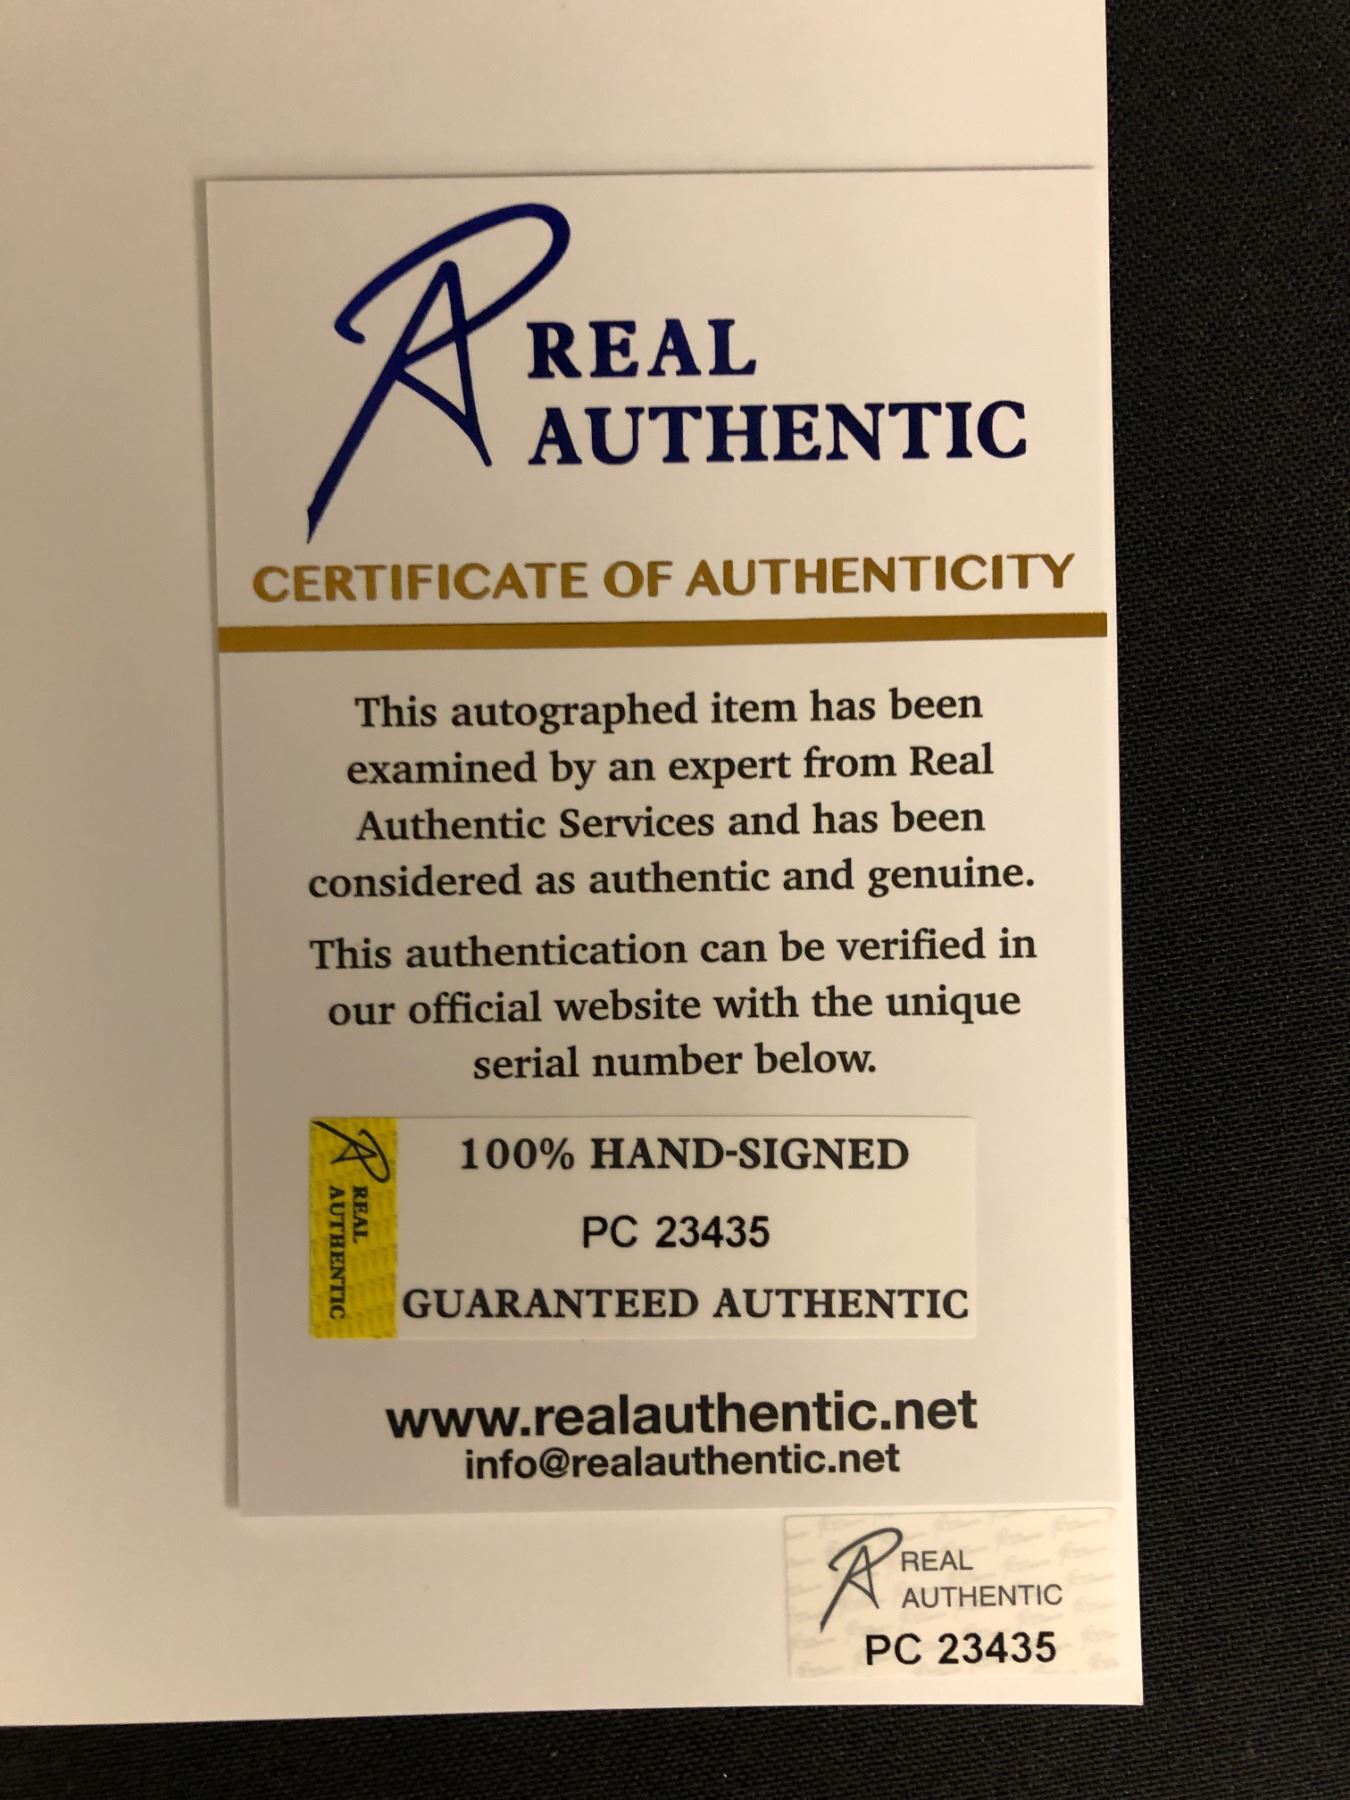 REAL
AUTHENTIC
CERTIFICATE OF AUTHENTICITY
This autographed item has been
examined by an expert from Real
Authentic Services and has been
considered as authentic and genuine.
This authentication can be verified in
our official website with the unique
serial number below.
REAL
AUTHENTIC
100% HAND-SIGNED
PC 23435
GUARANTEED AUTHENTIC
www.realauthentic.net
info@realauthentic.net
REAL
AUTHENTIC
PC 23435